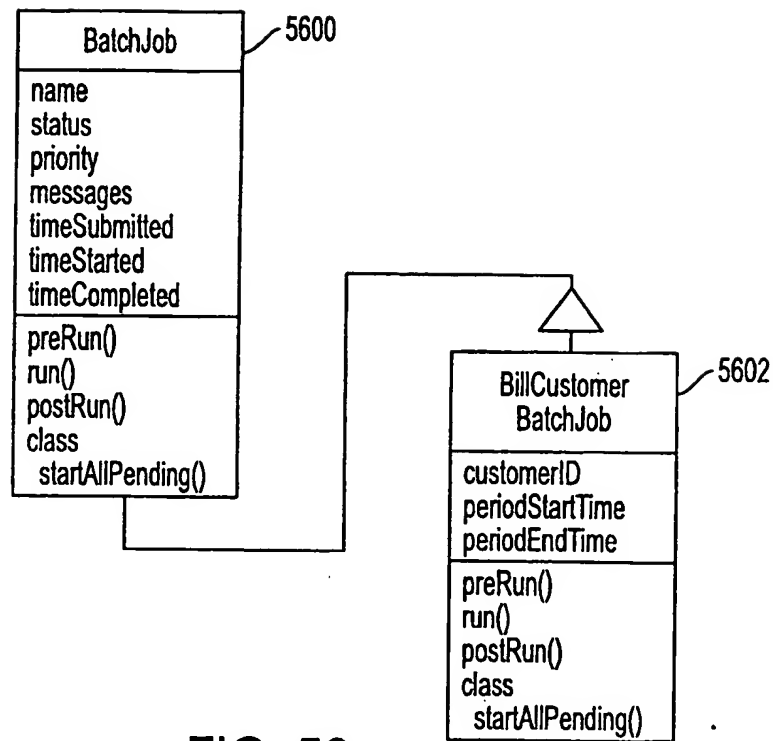 BatchJob
5600
name
status
priority
messages
timeSubmitted
timeStarted
timeCompleted
preRun()
run()
postRun()
class
startAllPending()
BillCustomer
BatchJob
5602
customerID
periodStartTime
periodEndTime
preRun()
run()
postRun()
class
startAllPending()